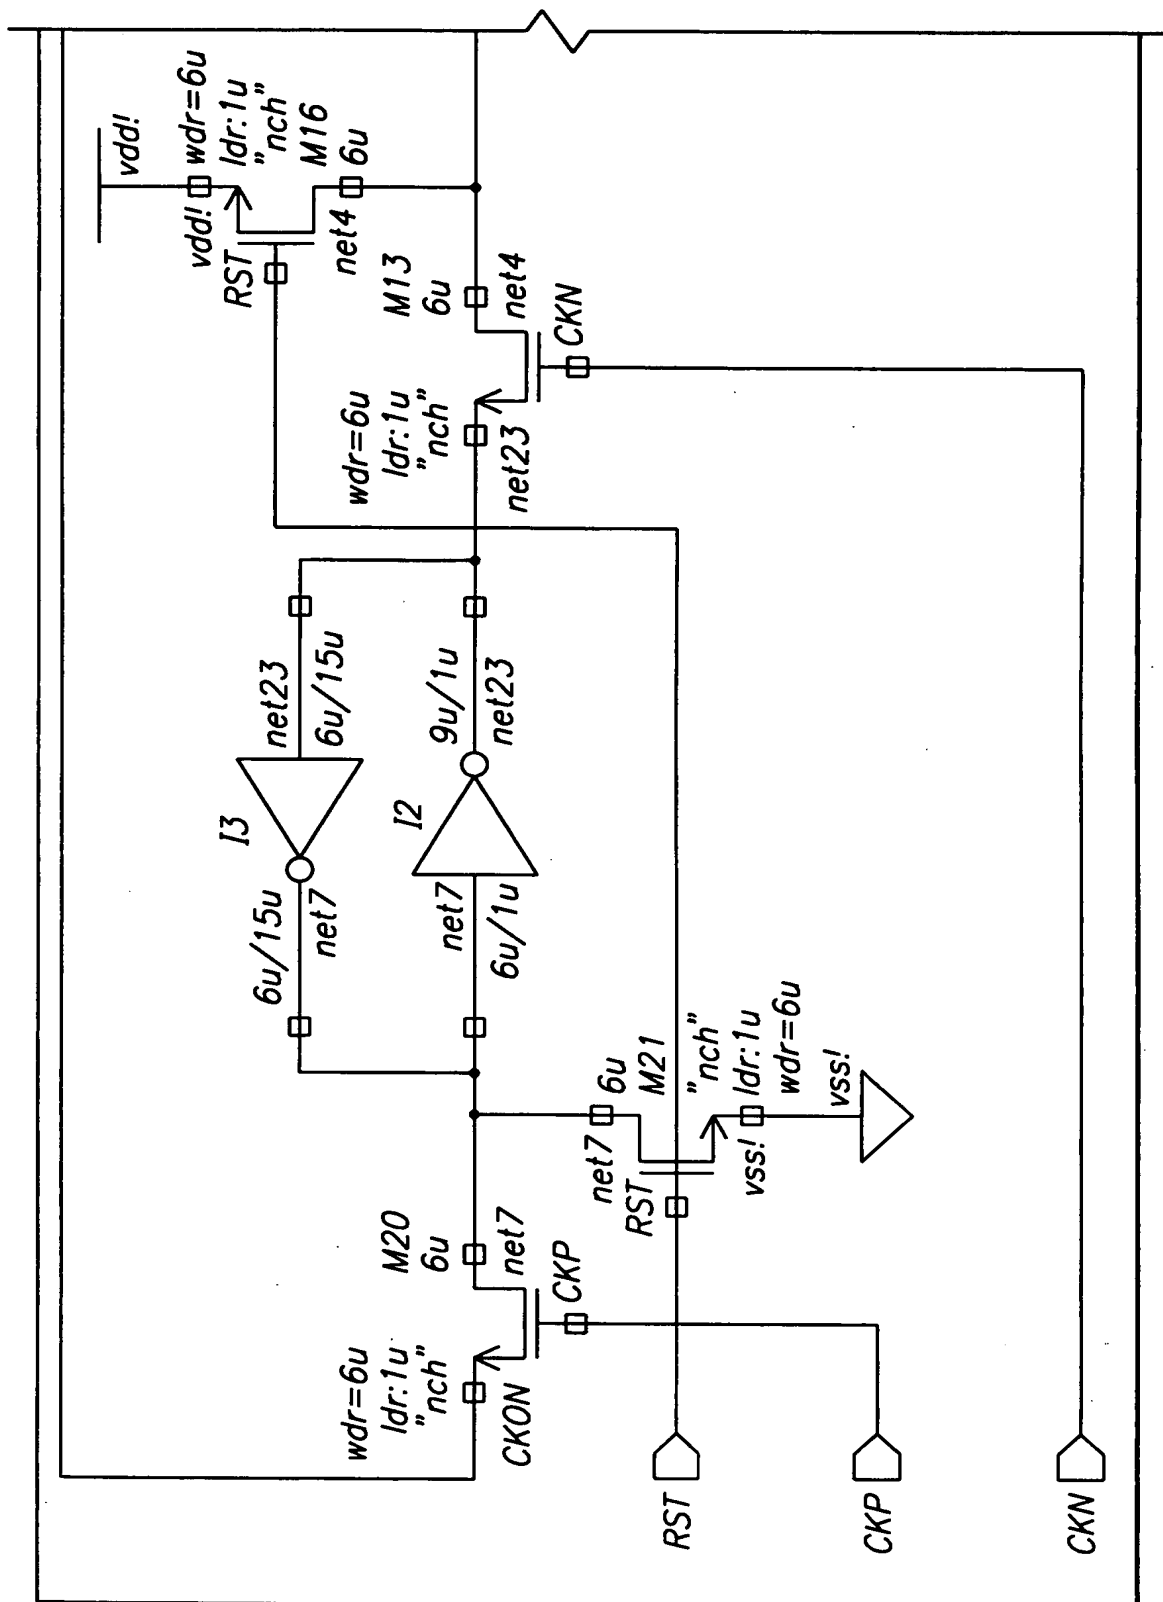 vdd!
wdr=6u
ldr:1u
"nch"
M16
6u
vdd!
RST
net4
I3
6u/15u
net7
net23
6u/15u
wdr=6u
ldr:1u
"nch"
CKON
M20
6u
net7
CKP
I2
net7
6u/1u
9u/1u
net23
wdr=6u
ldr:1u
"nch"
net23
M13
6u
net4
CKN
net7
RST
vss!
6u
M21
"nch"
ldr:1u
wdr=6u
vss!
RST
CKP
CKN